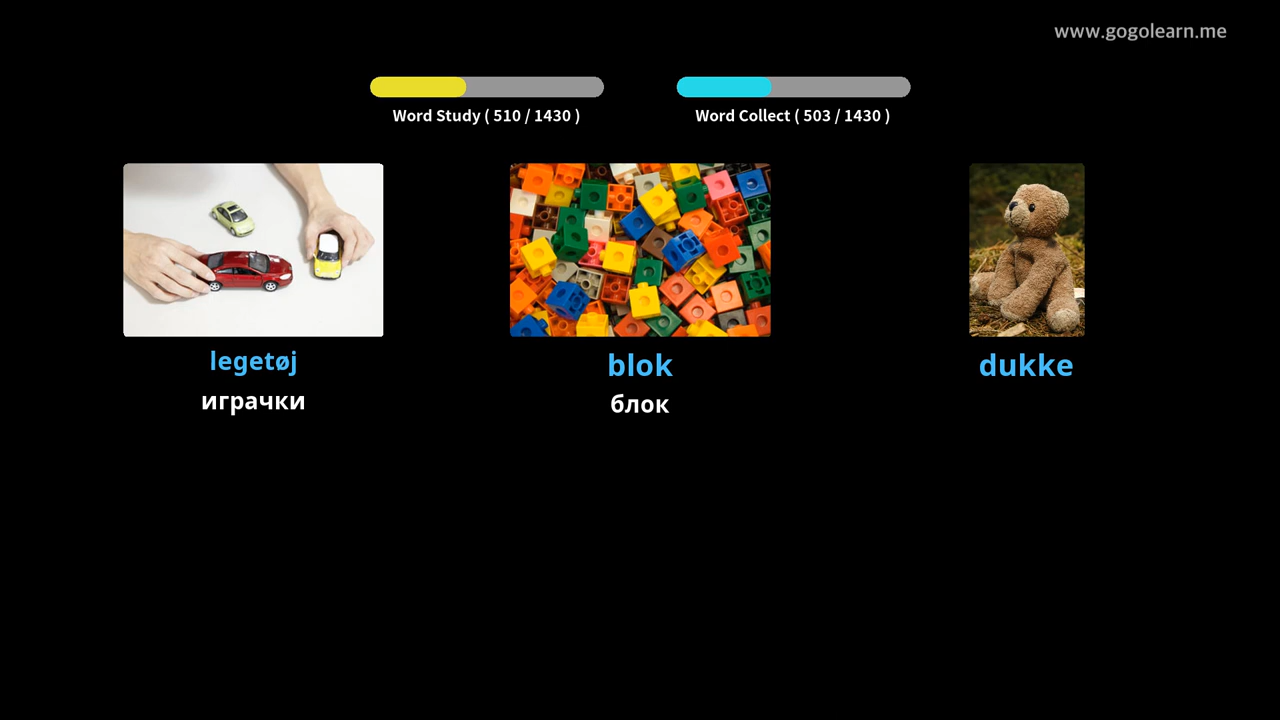 www.gogolearn.me
Word Study ( 510 / 1430 )
Word Collect ( 503 / 1430 )
legetøj
играчки
blok
блок
dukke